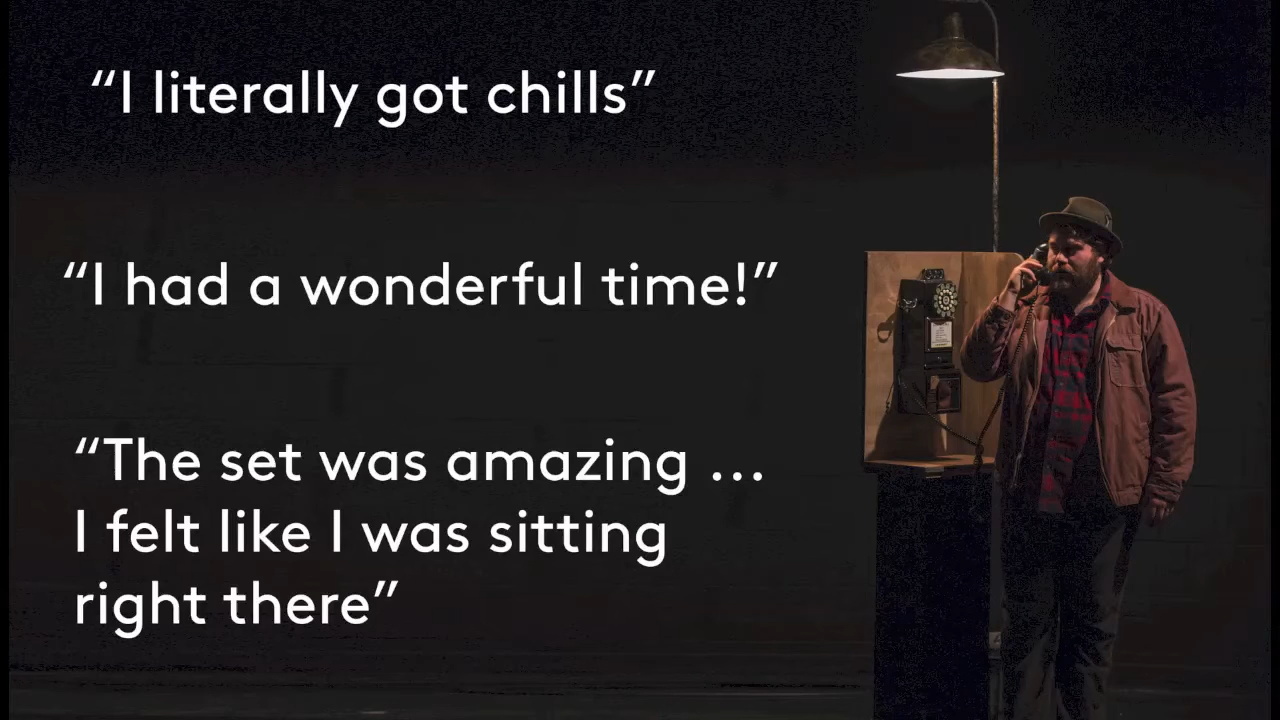 “I literally got chills”
“I had a wonderful time!”
“The set was amazing ...
I felt like I was sitting
right there”